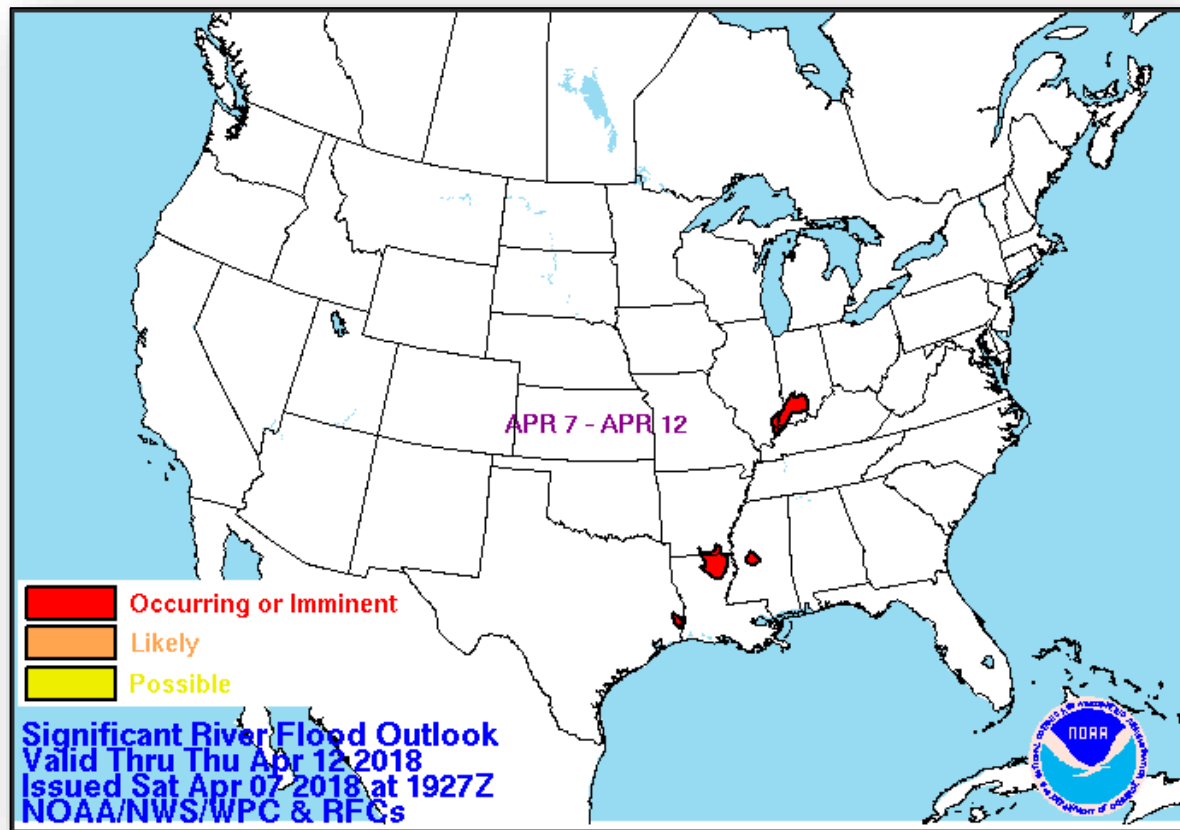 APR 7 - APR 12
Occurring or Imminent
Likely
Possible
Significant River Flood Outlook
Valid Thru Thu Apr 12 2018
Issued Sat Apr 07 2018 at 1927Z
NOAA/NWS/WPC & RFCs
NOAA